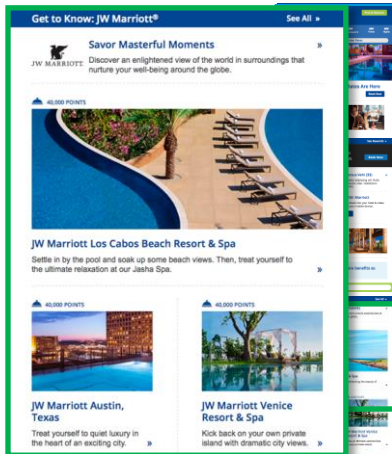 Get to Know: JW Marriott®
See All »
Savor Masterful Moments »
JW MARRIOTT
Discover an enlightened view of the world in surroundings that
nurture your well-being around the globe.
40,000 POINTS
JW Marriott Los Cabos Beach Resort & Spa
Settle in by the pool and soak up some beach views. Then, treat yourself to
the ultimate relaxation at our Jasha Spa. »
40,000 POINTS
JW Marriott Austin,
Texas
Treat yourself to quiet luxury in
the heart of an exciting city. »
40,000 POINTS
JW Marriott Venice
Resort & Spa
Kick back on your own private
island with dramatic city views. »
ates Are Here